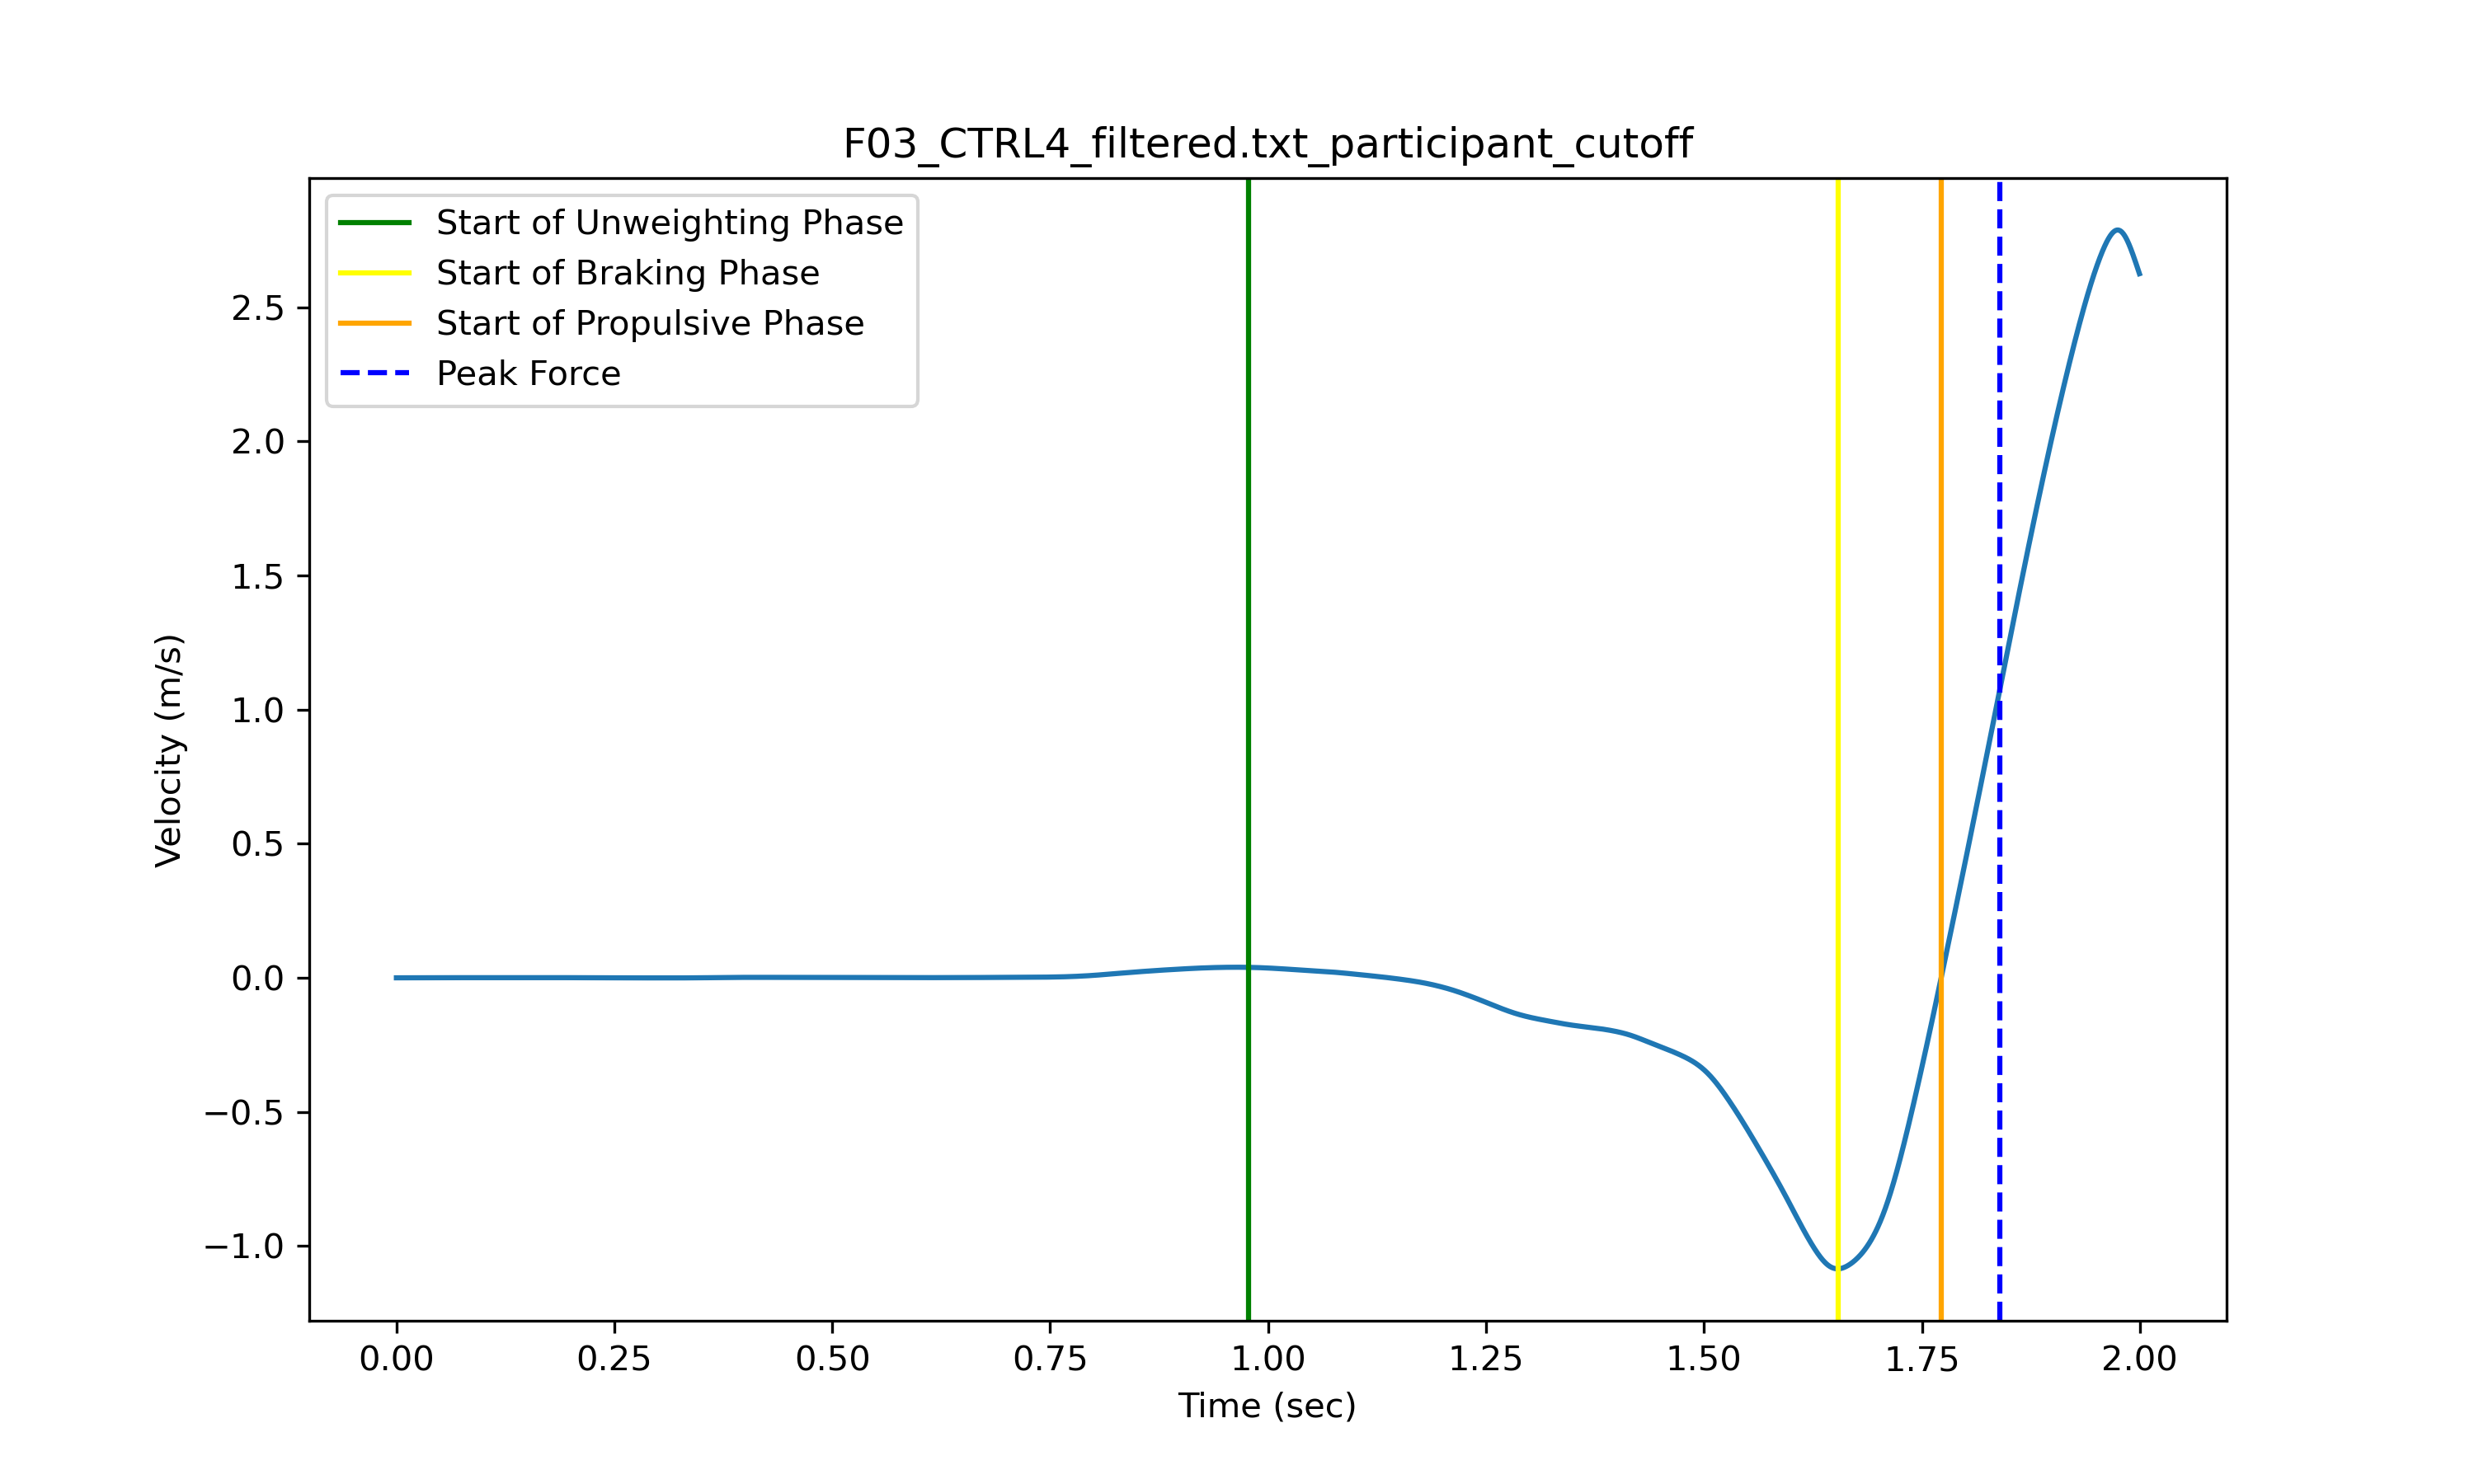 F03_CTRL4_filtered.txt_participant_cutoff
Start of Unweighting Phase
Start of Braking Phase
Start of Propulsive Phase
Peak Force
2.5
2.0
1.5
1.0
0.5
0.0
−0.5
−1.0
Velocity (m/s)
0.00 0.25 0.50 0.75 1.00 1.25 1.50 1.75 2.00
Time (sec)